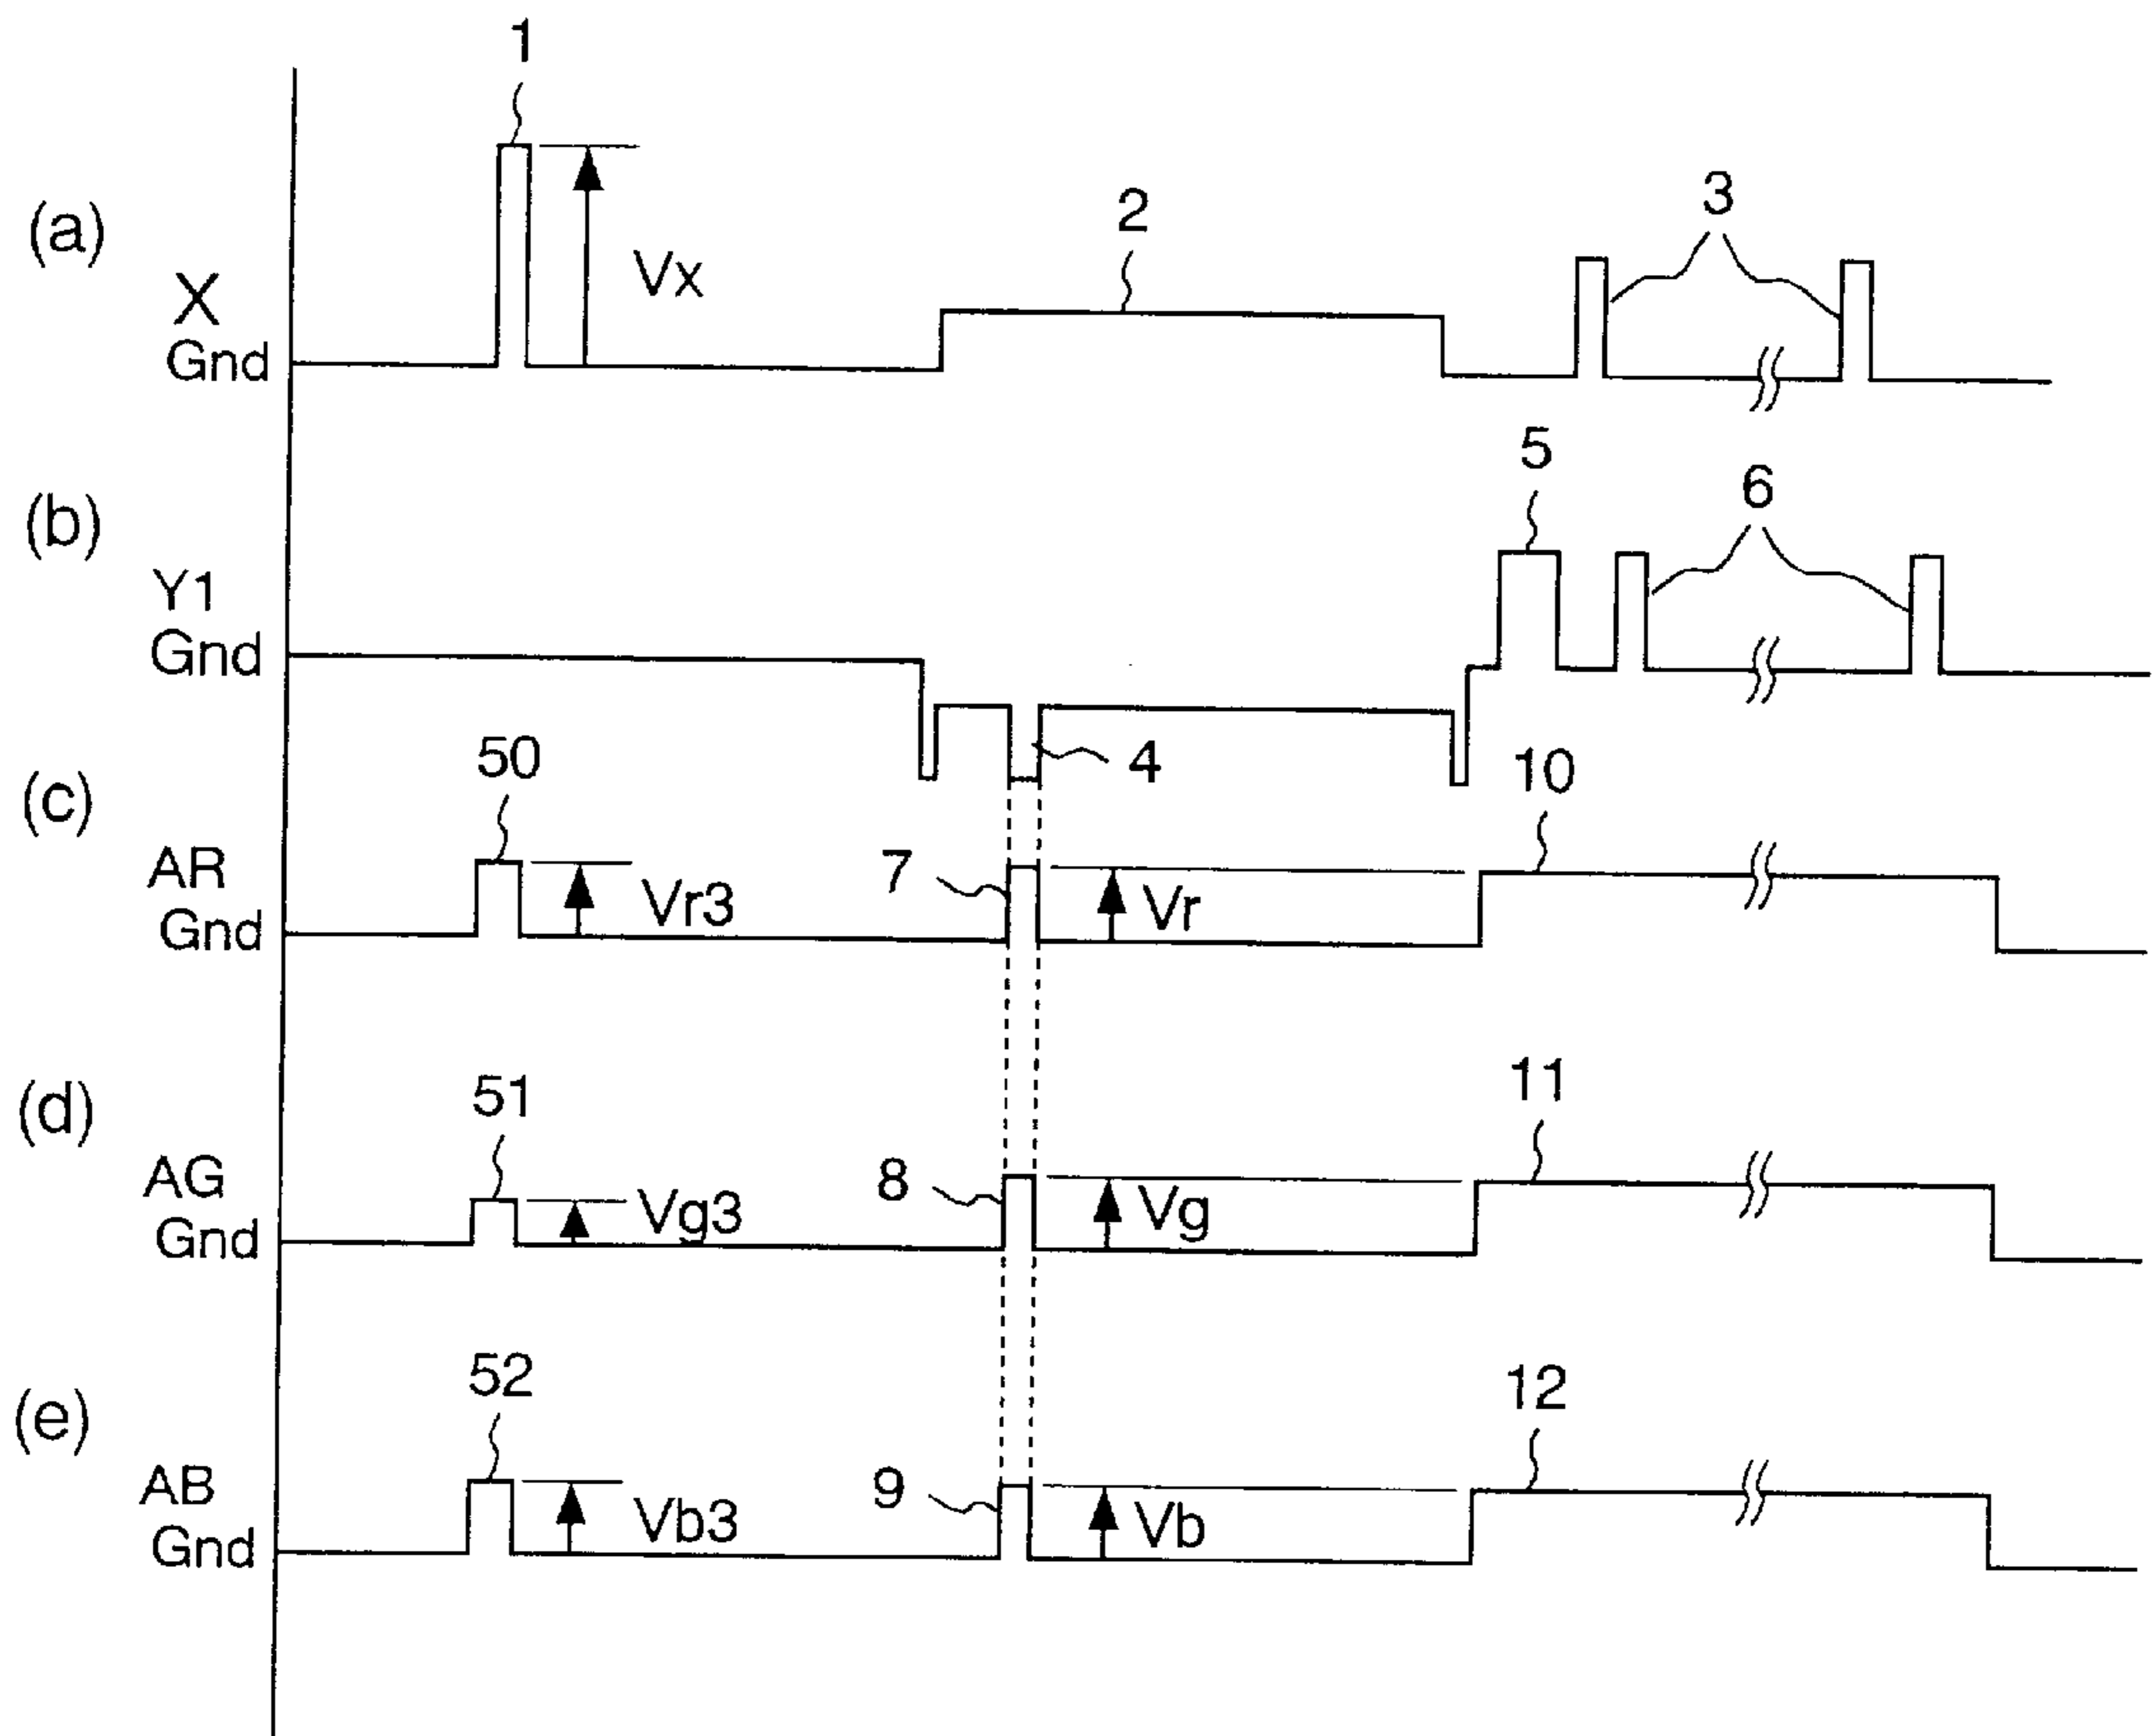 1
(a)
X
Gnd
Vx
2
3
(b)
Y1
Gnd
5
6
4
(c)
AR
Gnd
50
Vr3
7
Vr
10
(d)
AG
Gnd
51
Vg3
8
Vg
11
(e)
AB
Gnd
52
Vb3
9
Vb
12